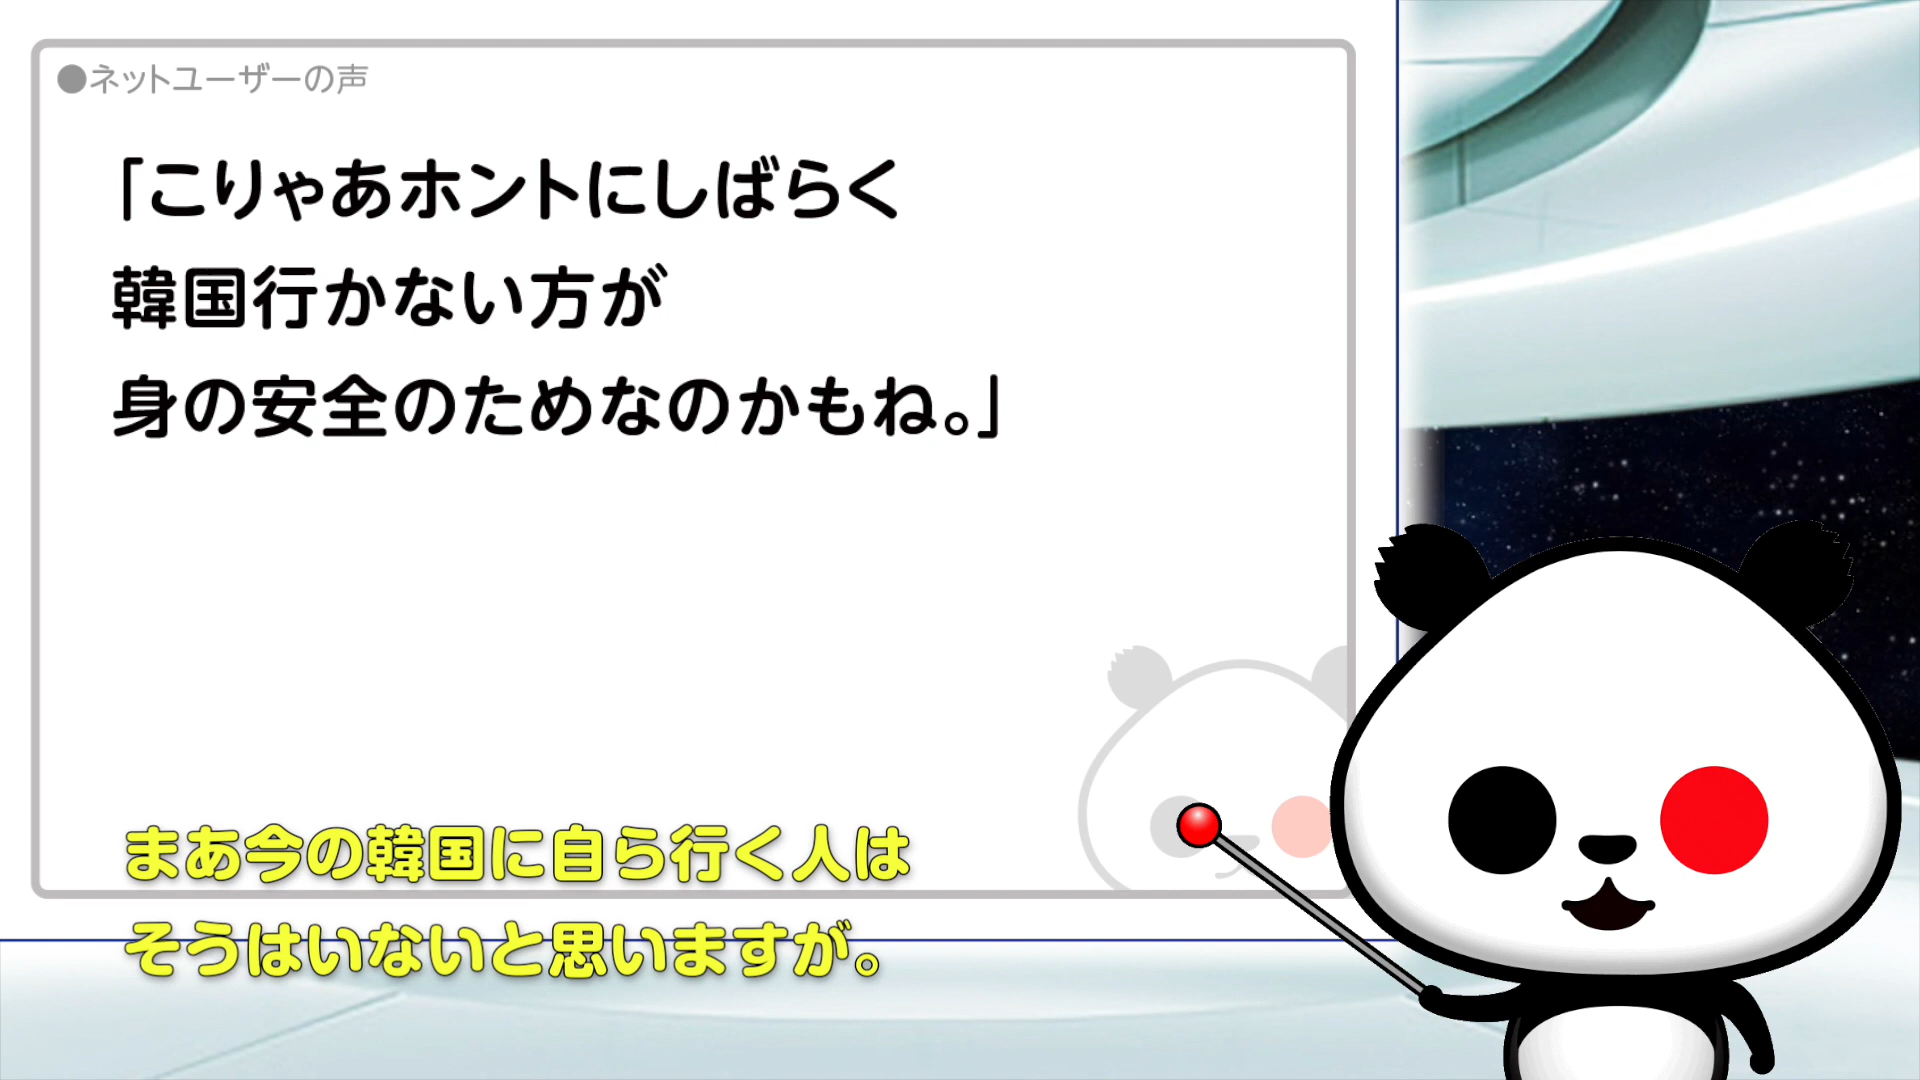 ●ネットユーザーの声
「こりゃあホントにしばらく
韓国行かない方が
身の安全のためなのかもね。」
まあ今の韓国に自ら行く人は
そうはいないと思いますが。